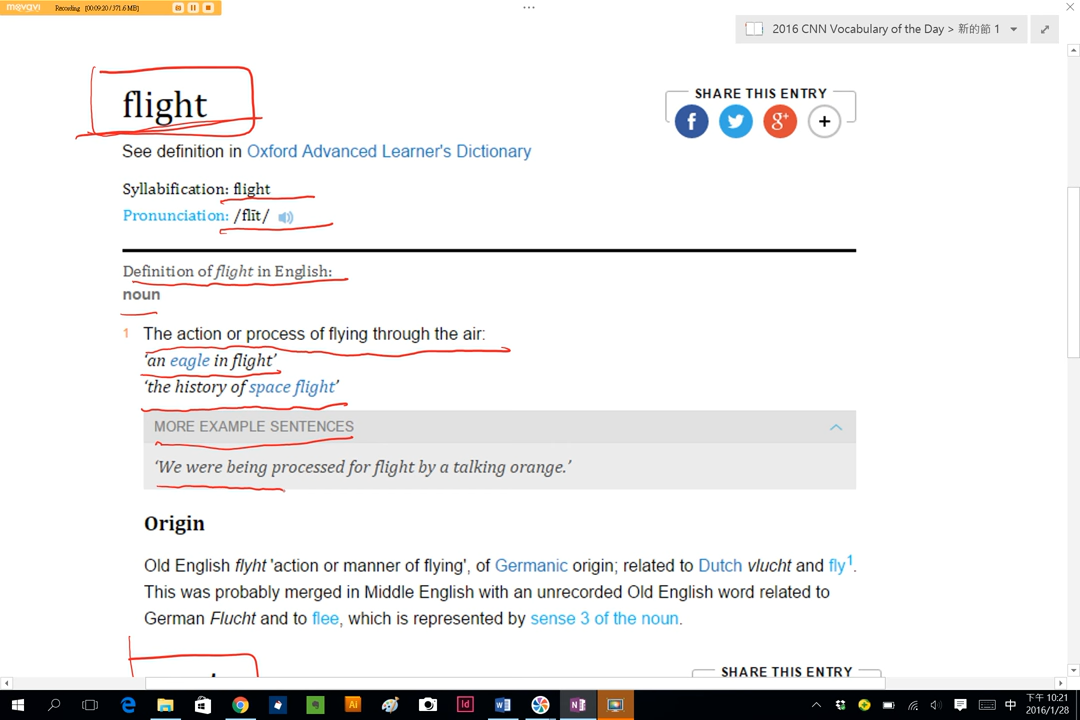 movavi Recording [00:09:20 / 371.6 MB]
2016 CNN Vocabulary of the Day > 新的節 1
flight
SHARE THIS ENTRY
f g+ +
See definition in Oxford Advanced Learner's Dictionary
Syllabification: flight
Pronunciation: /flīt/
Definition of flight in English:
noun
1 The action or process of flying through the air:
‘an eagle in flight’
‘the history of space flight’
MORE EXAMPLE SENTENCES
‘We were being processed for flight by a talking orange.’
Origin
Old English flyht 'action or manner of flying', of Germanic origin; related to Dutch vlucht and fly1.
This was probably merged in Middle English with an unrecorded Old English word related to
German Flucht and to flee, which is represented by sense 3 of the noun.
SHARE THIS ENTRY
Ai Id W N 中 下午 10:21
2016/1/28